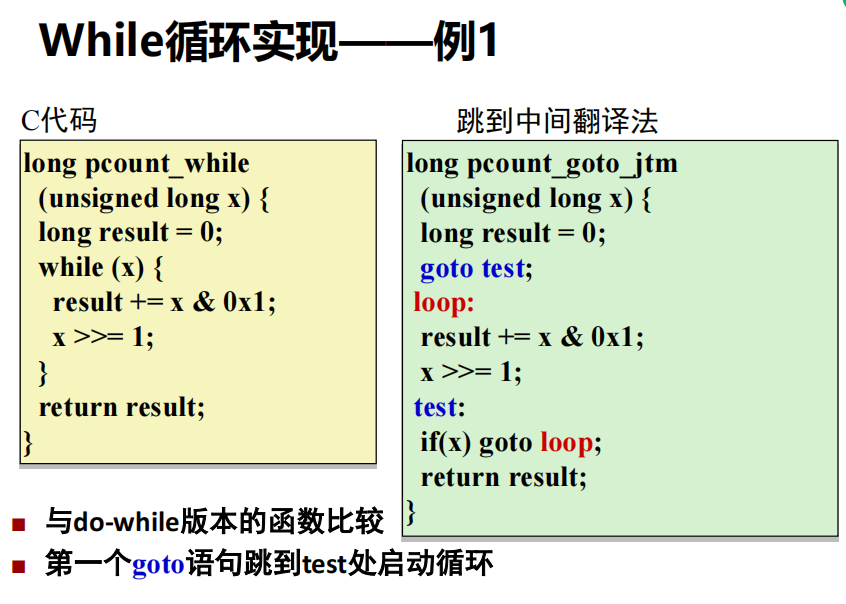 While循环实现——例1
C代码
long pcount_while
(unsigned long x) {
long result = 0;
while (x) {
result += x & 0x1;
x >>= 1;
}
return result;
}
跳到中间翻译法
long pcount_goto_jtm
(unsigned long x) {
long result = 0;
goto test;
loop:
result += x & 0x1;
x >>= 1;
test:
if(x) goto loop;
return result;
}
与do-while版本的函数比较
第一个goto语句跳到test处启动循环